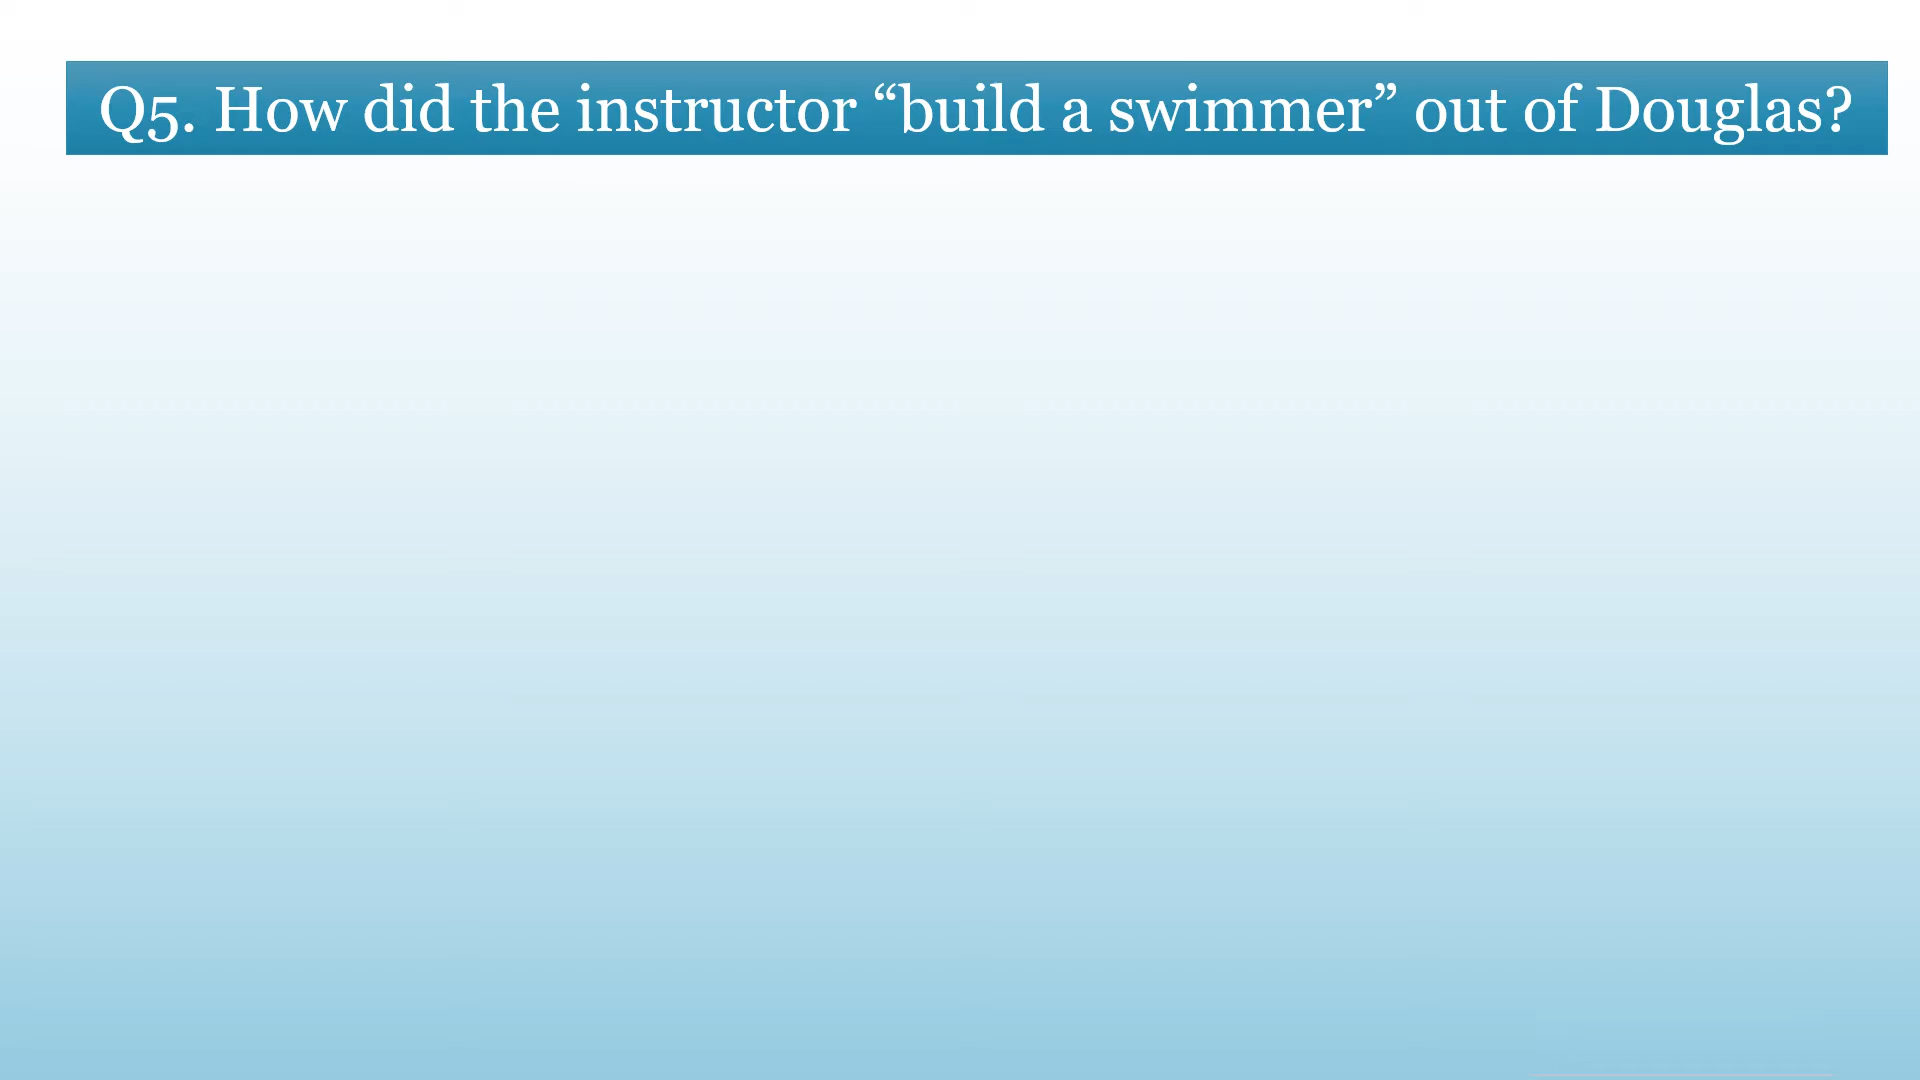 Q5. How did the instructor “build a swimmer” out of Douglas?